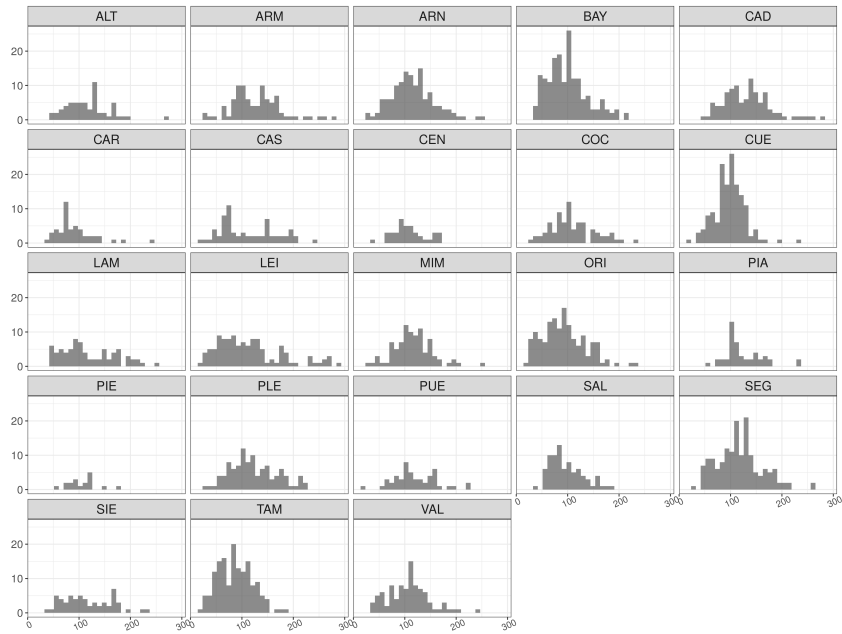 ALT ARM ARN BAY CAD
20
10
0
CAR CAS CEN COC CUE
20
10
0
LAM LEI MIM ORI PIA
20
10
0
PIE PLE PUE SAL SEG
20
10
0
0 100 200 300 0 100 200 300
SIE TAM VAL
20
10
0
0 100 200 300 0 100 200 300 0 100 200 300